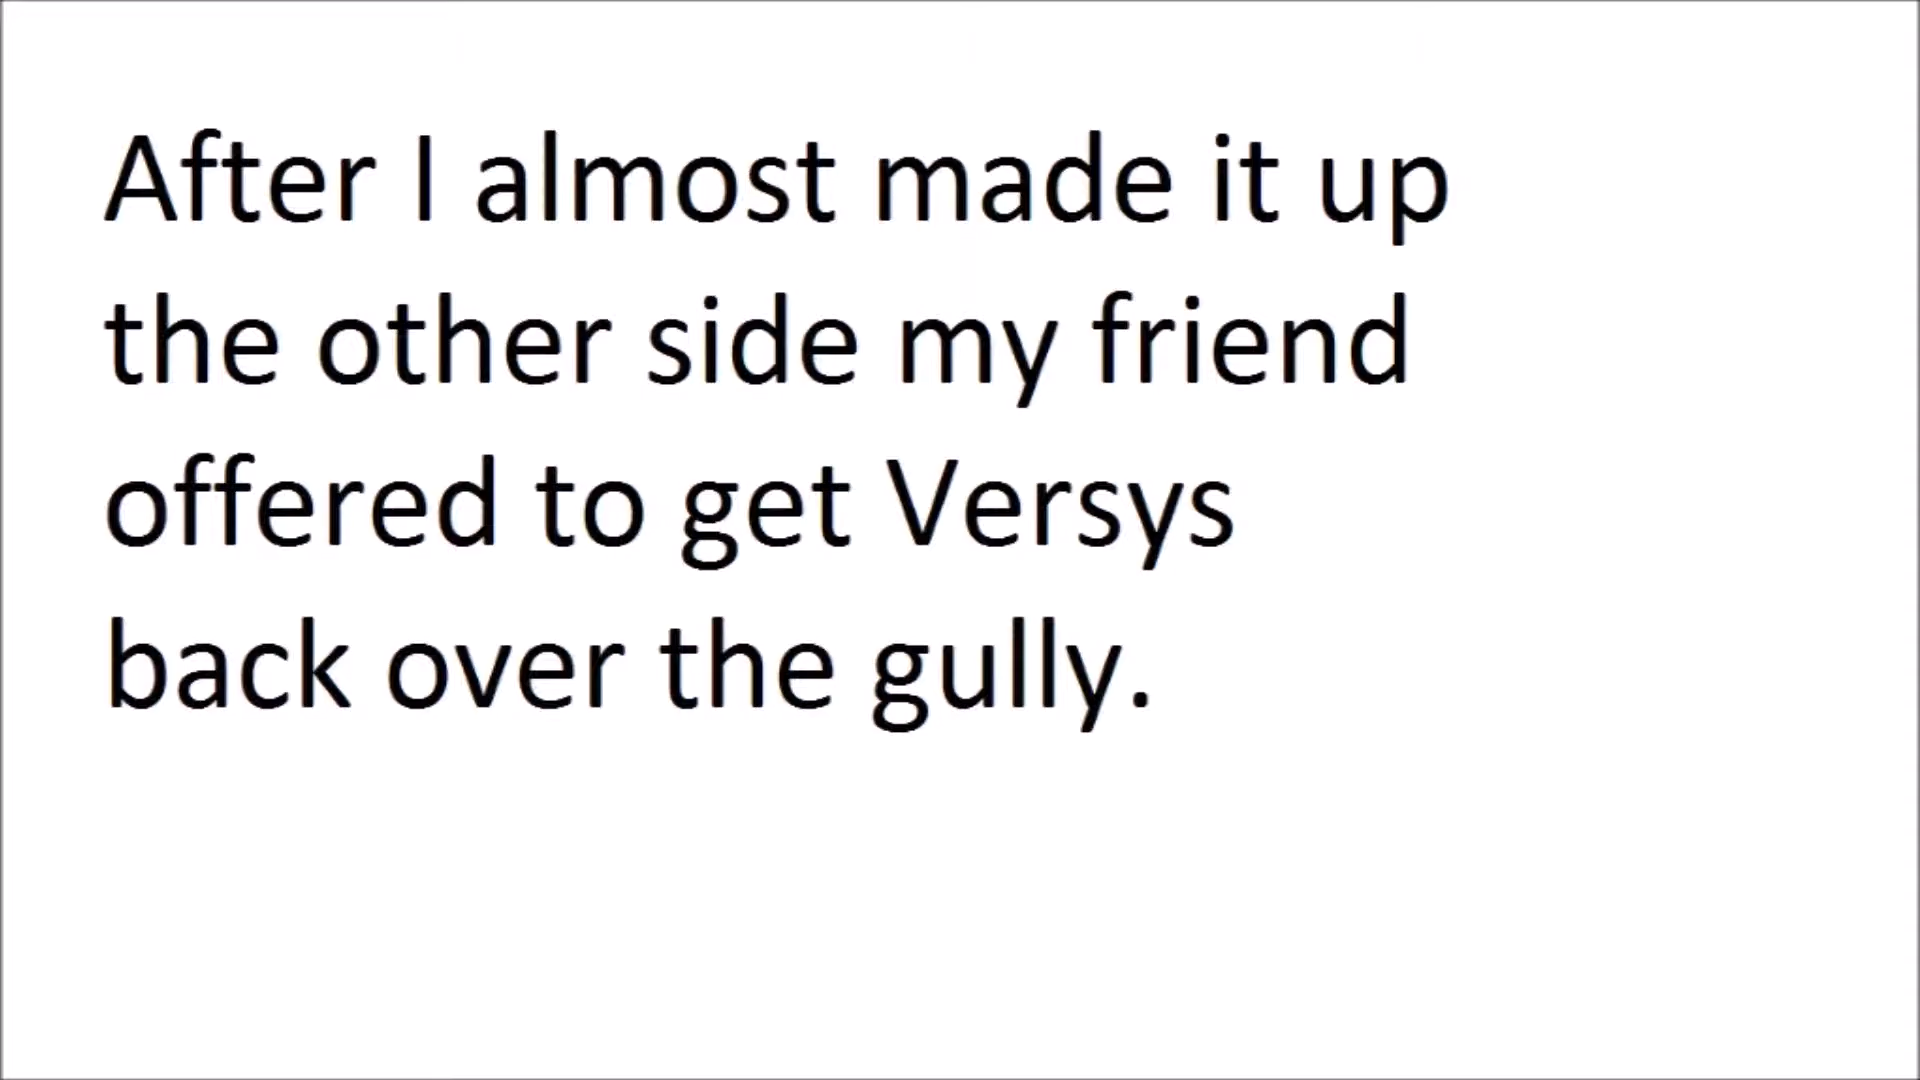 After I almost made it up
the other side my friend
offered to get Versys
back over the gully.